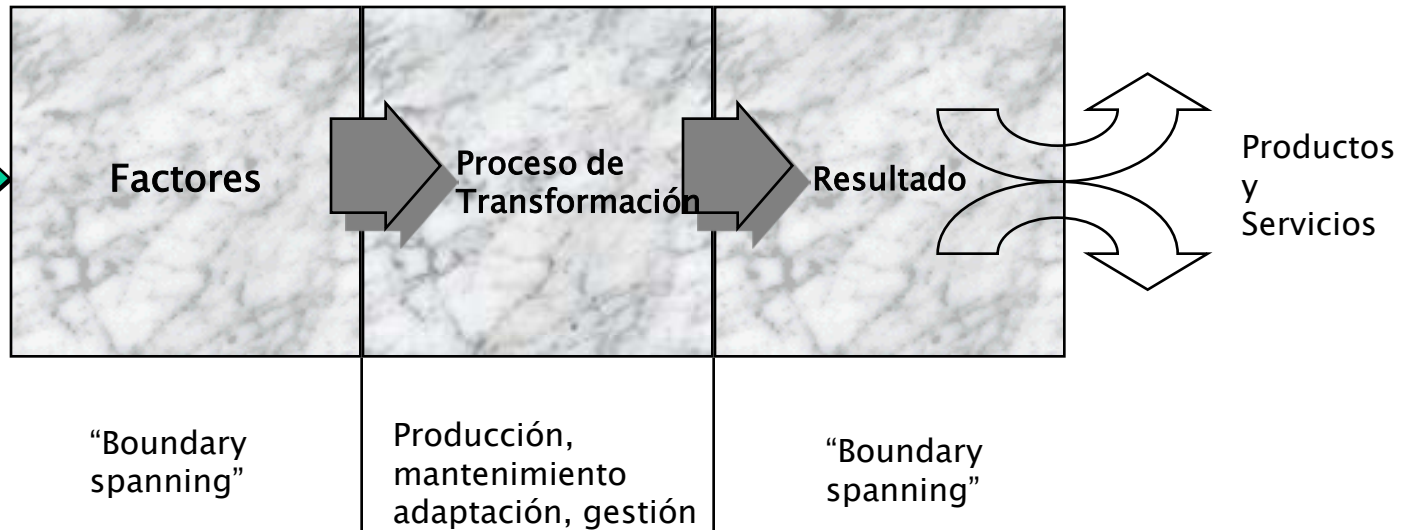 Factores
Proceso de
Transformación
Resultado
Productos
y
Servicios
“Boundary
spanning”
Producción,
mantenimiento
adaptación, gestión
“Boundary
spanning”